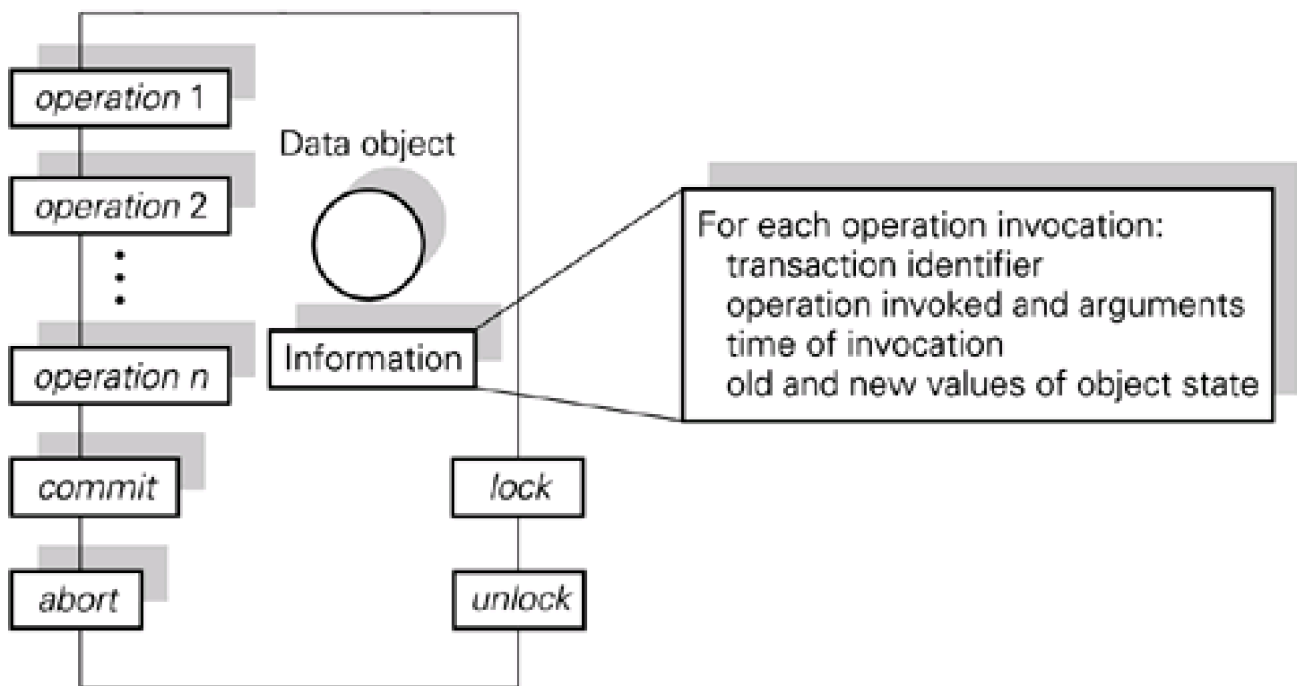 operation 1
Data object
operation 2
For each operation invocation:
transaction identifier
operation invoked and arguments
time of invocation
old and new values of object state
Information
operation n
commit
lock
abort
unlock